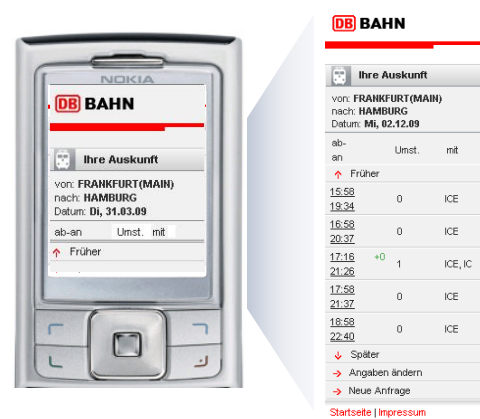 NOKIA
DB BAHN
Ihre Auskunft
von: FRANKFURT(MAIN)
nach: HAMBURG
Datum: Di, 31.03.09
ab-an Umst. mit
Früher
DB BAHN
Ihre Auskunft
von: FRANKFURT(MAIN)
nach: HAMBURG
Datum: Mi, 02.12.09
ab-
an Umst. mit
Früher
15:58
19:34 0 ICE
16:58
20:37 0 ICE
17:16 +0
21:26 1 ICE, IC
17:58
21:37 0 ICE
18:58
22:40 0 ICE
Später
Angaben ändern
Neue Anfrage
Startseite | Impressum